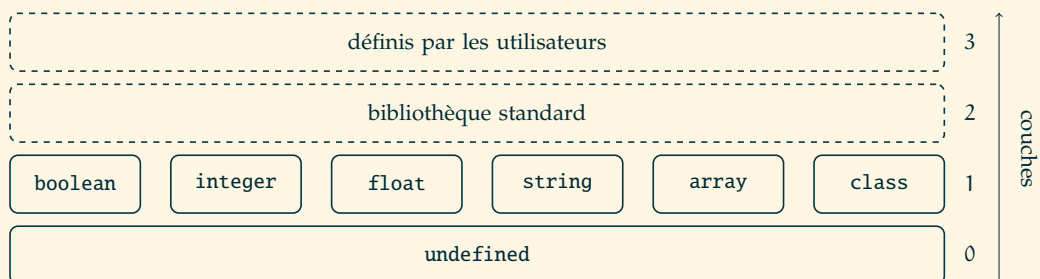 définis par les utilisateurs 3
bibliothèque standard 2
boolean integer float string array class 1
undefined 0
couches